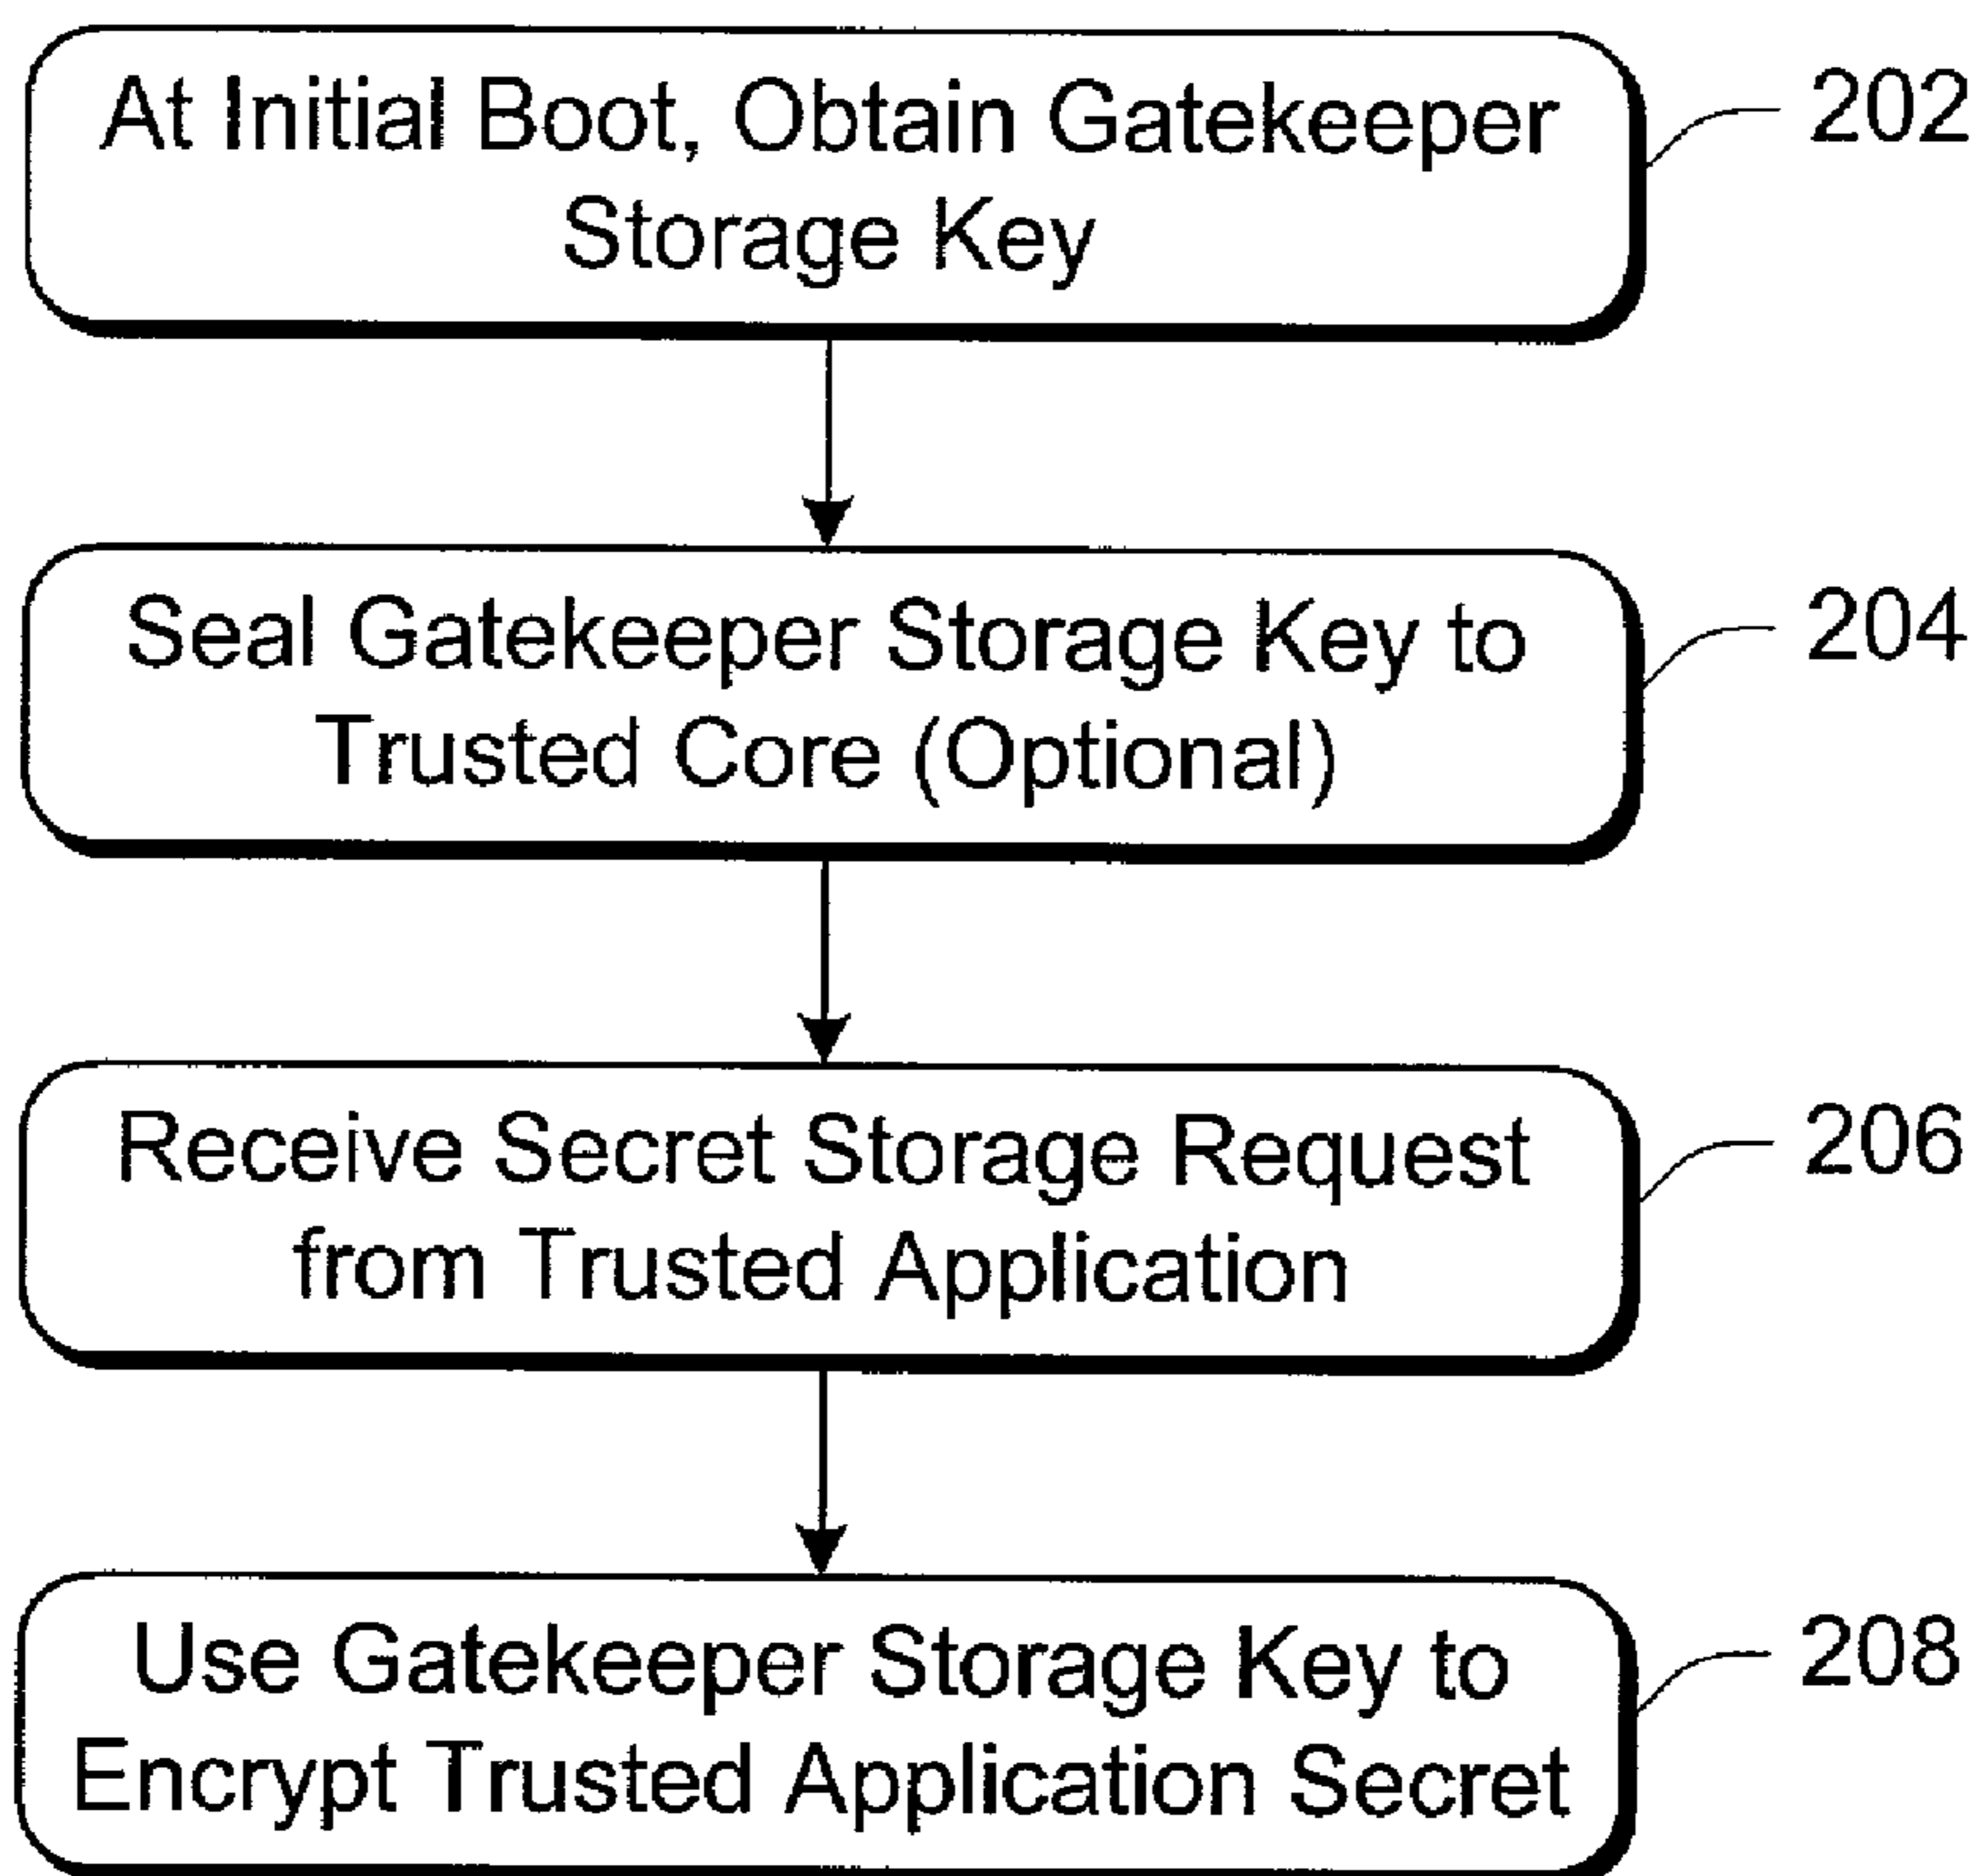 At Initial Boot, Obtain Gatekeeper
Storage Key
202
Seal Gatekeeper Storage Key to
Trusted Core (Optional)
204
Receive Secret Storage Request
from Trusted Application
206
Use Gatekeeper Storage Key to
Encrypt Trusted Application Secret
208